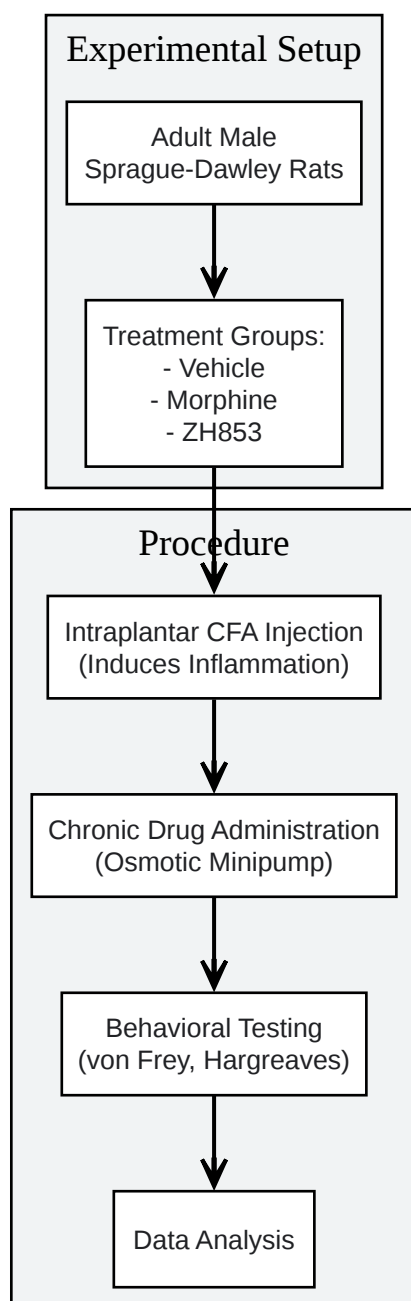 Experimental Setup
Adult Male
Sprague-Dawley Rats
Treatment Groups:
- Vehicle
- Morphine
- ZH853
Procedure
Intraplantar CFA Injection
(Induces Inflammation)
Chronic Drug Administration
(Osmotic Minipump)
Behavioral Testing
(von Frey, Hargreaves)
Data Analysis